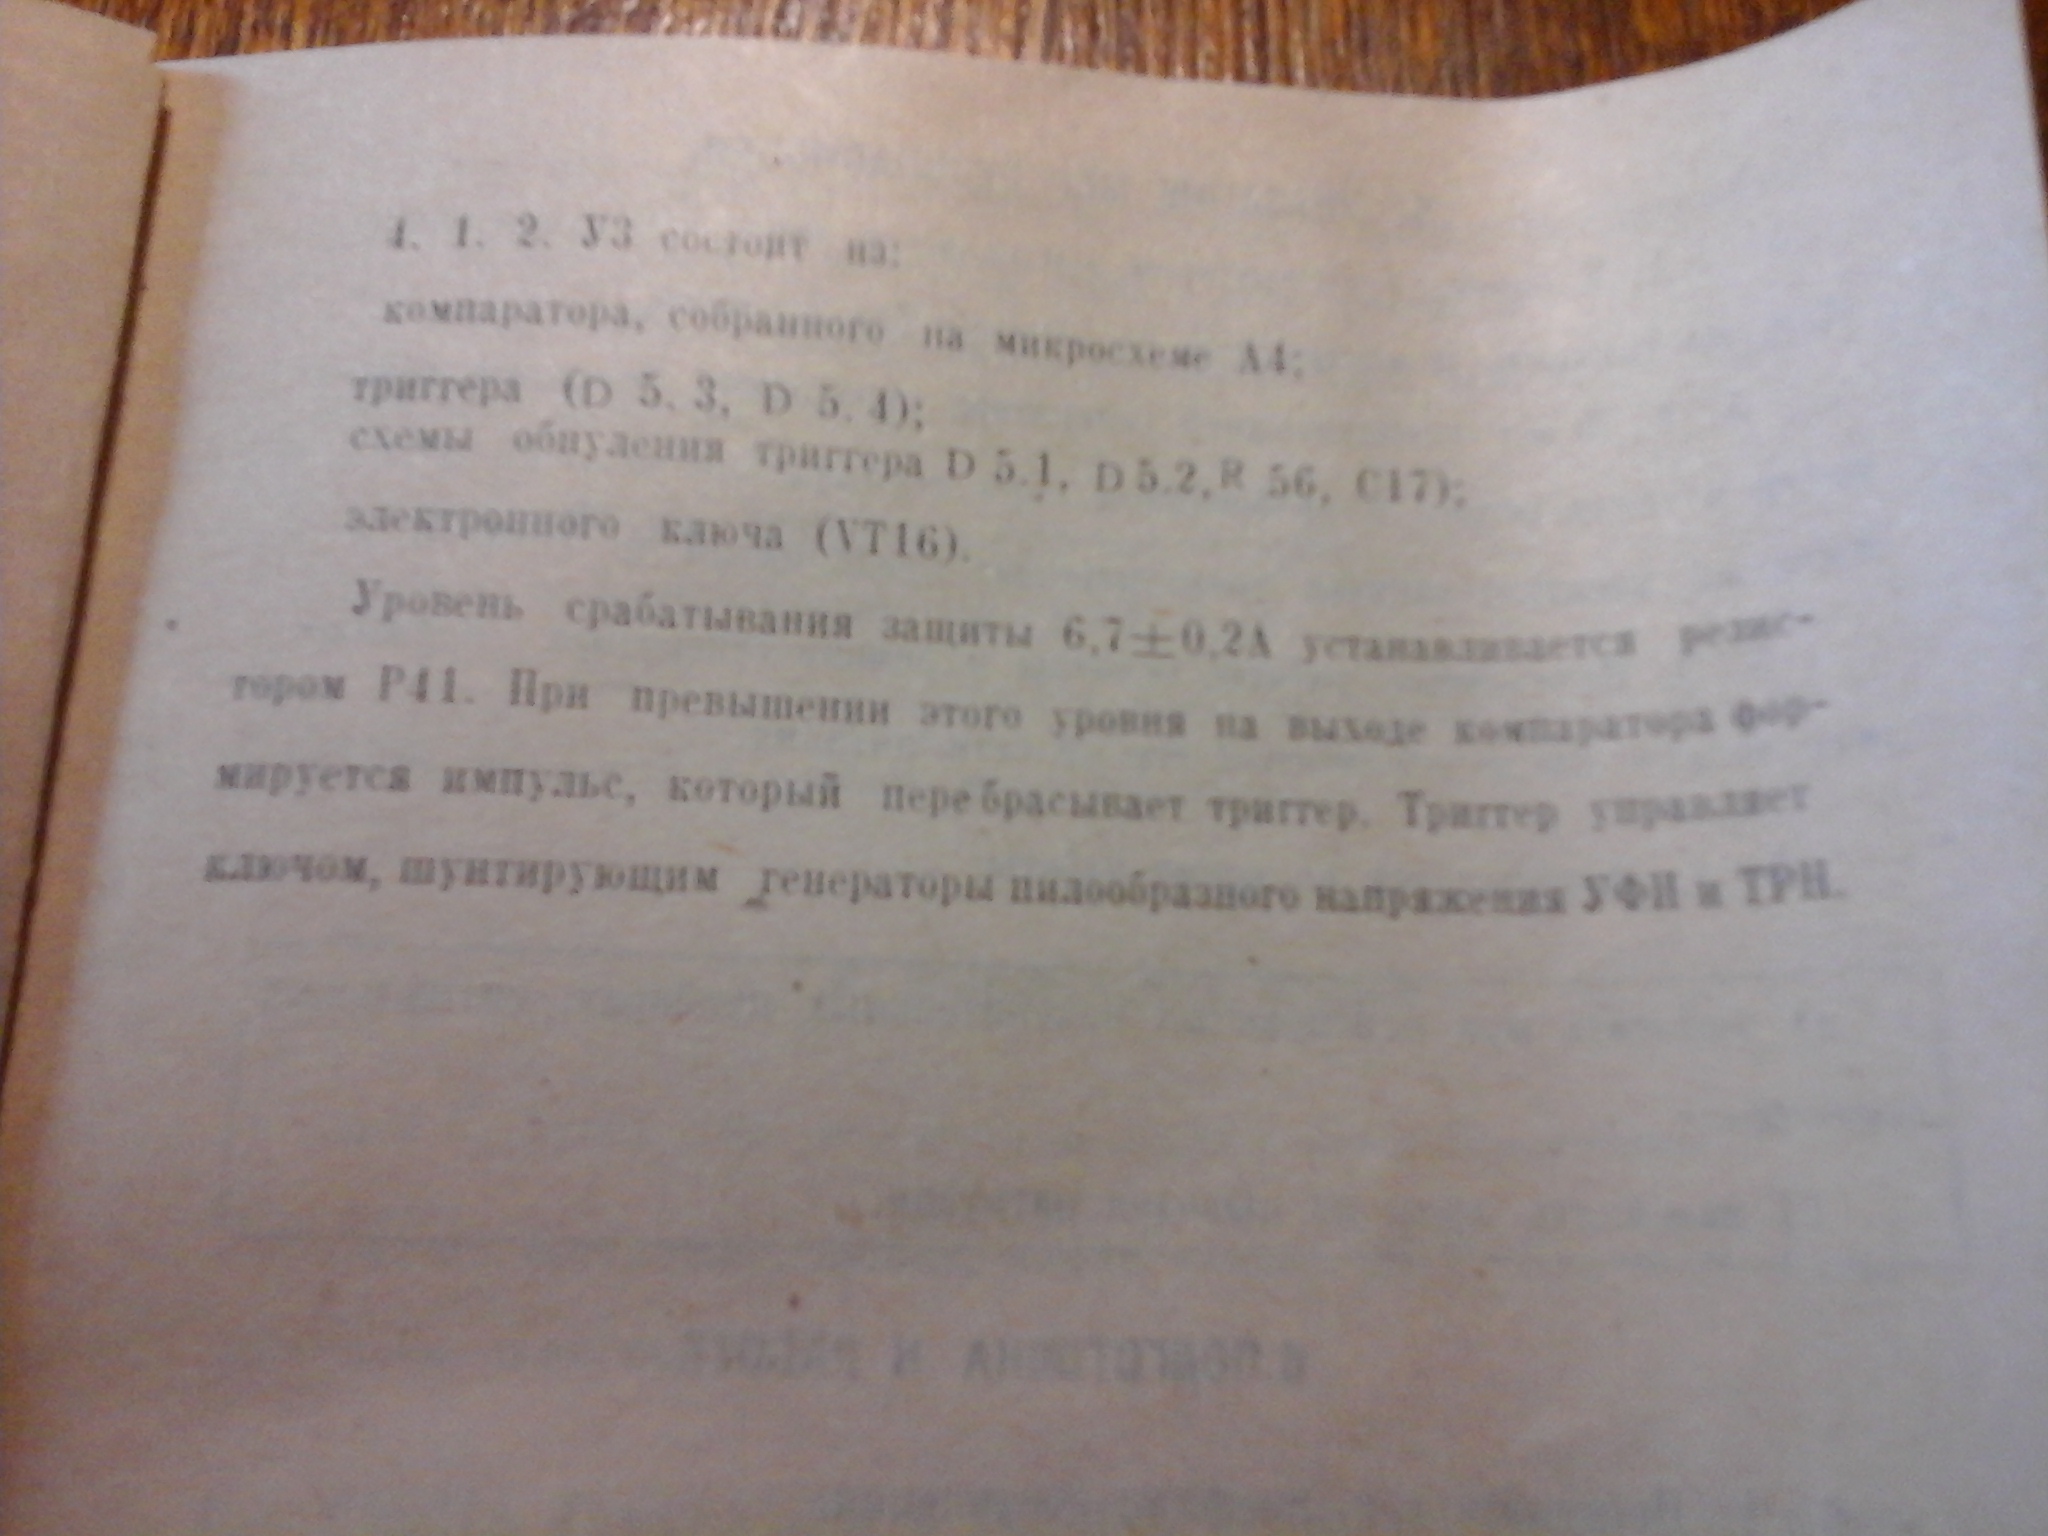 4. 1. 2. УЗ состоит из:
компаратора, собранного на микросхеме А4;
триггера (D 5. 3, D 5. 4);
схемы обнуления триггера D 5.1, D 5.2, R 56, С17);
электронного ключа (VT16).
Уровень срабатывания защиты 6,7±0,2А устанавливается резис-
тором Р41. При превышении этого уровня на выходе компаратора фор-
мируется импульс, который перебрасывает триггер. Триггер управляет
ключом, шунтирующим генераторы пилообразного напряжения УФН и ТРН.